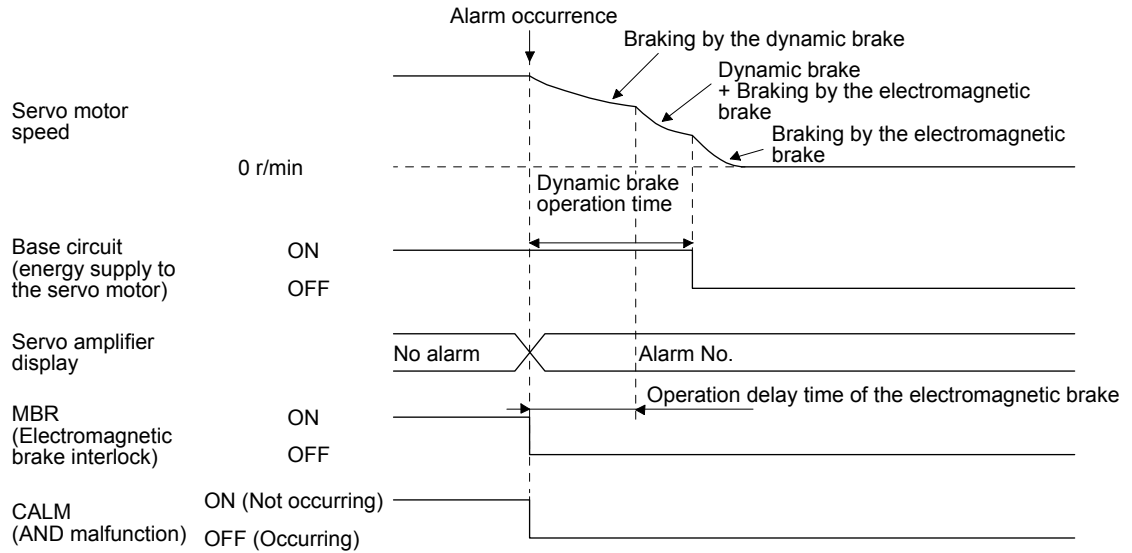 Alarm occurrence
Braking by the dynamic brake
Dynamic brake
+ Braking by the electromagnetic
brake
Braking by the electromagnetic
brake
Servo motor
speed
0 r/min
Dynamic brake
operation time
Base circuit
(energy supply to
the servo motor)
ON
OFF
Servo amplifier
display
No alarm
Alarm No.
Operation delay time of the electromagnetic brake
MBR
(Electromagnetic
brake interlock)
ON
OFF
CALM
(AND malfunction)
ON (Not occurring)
OFF (Occurring)